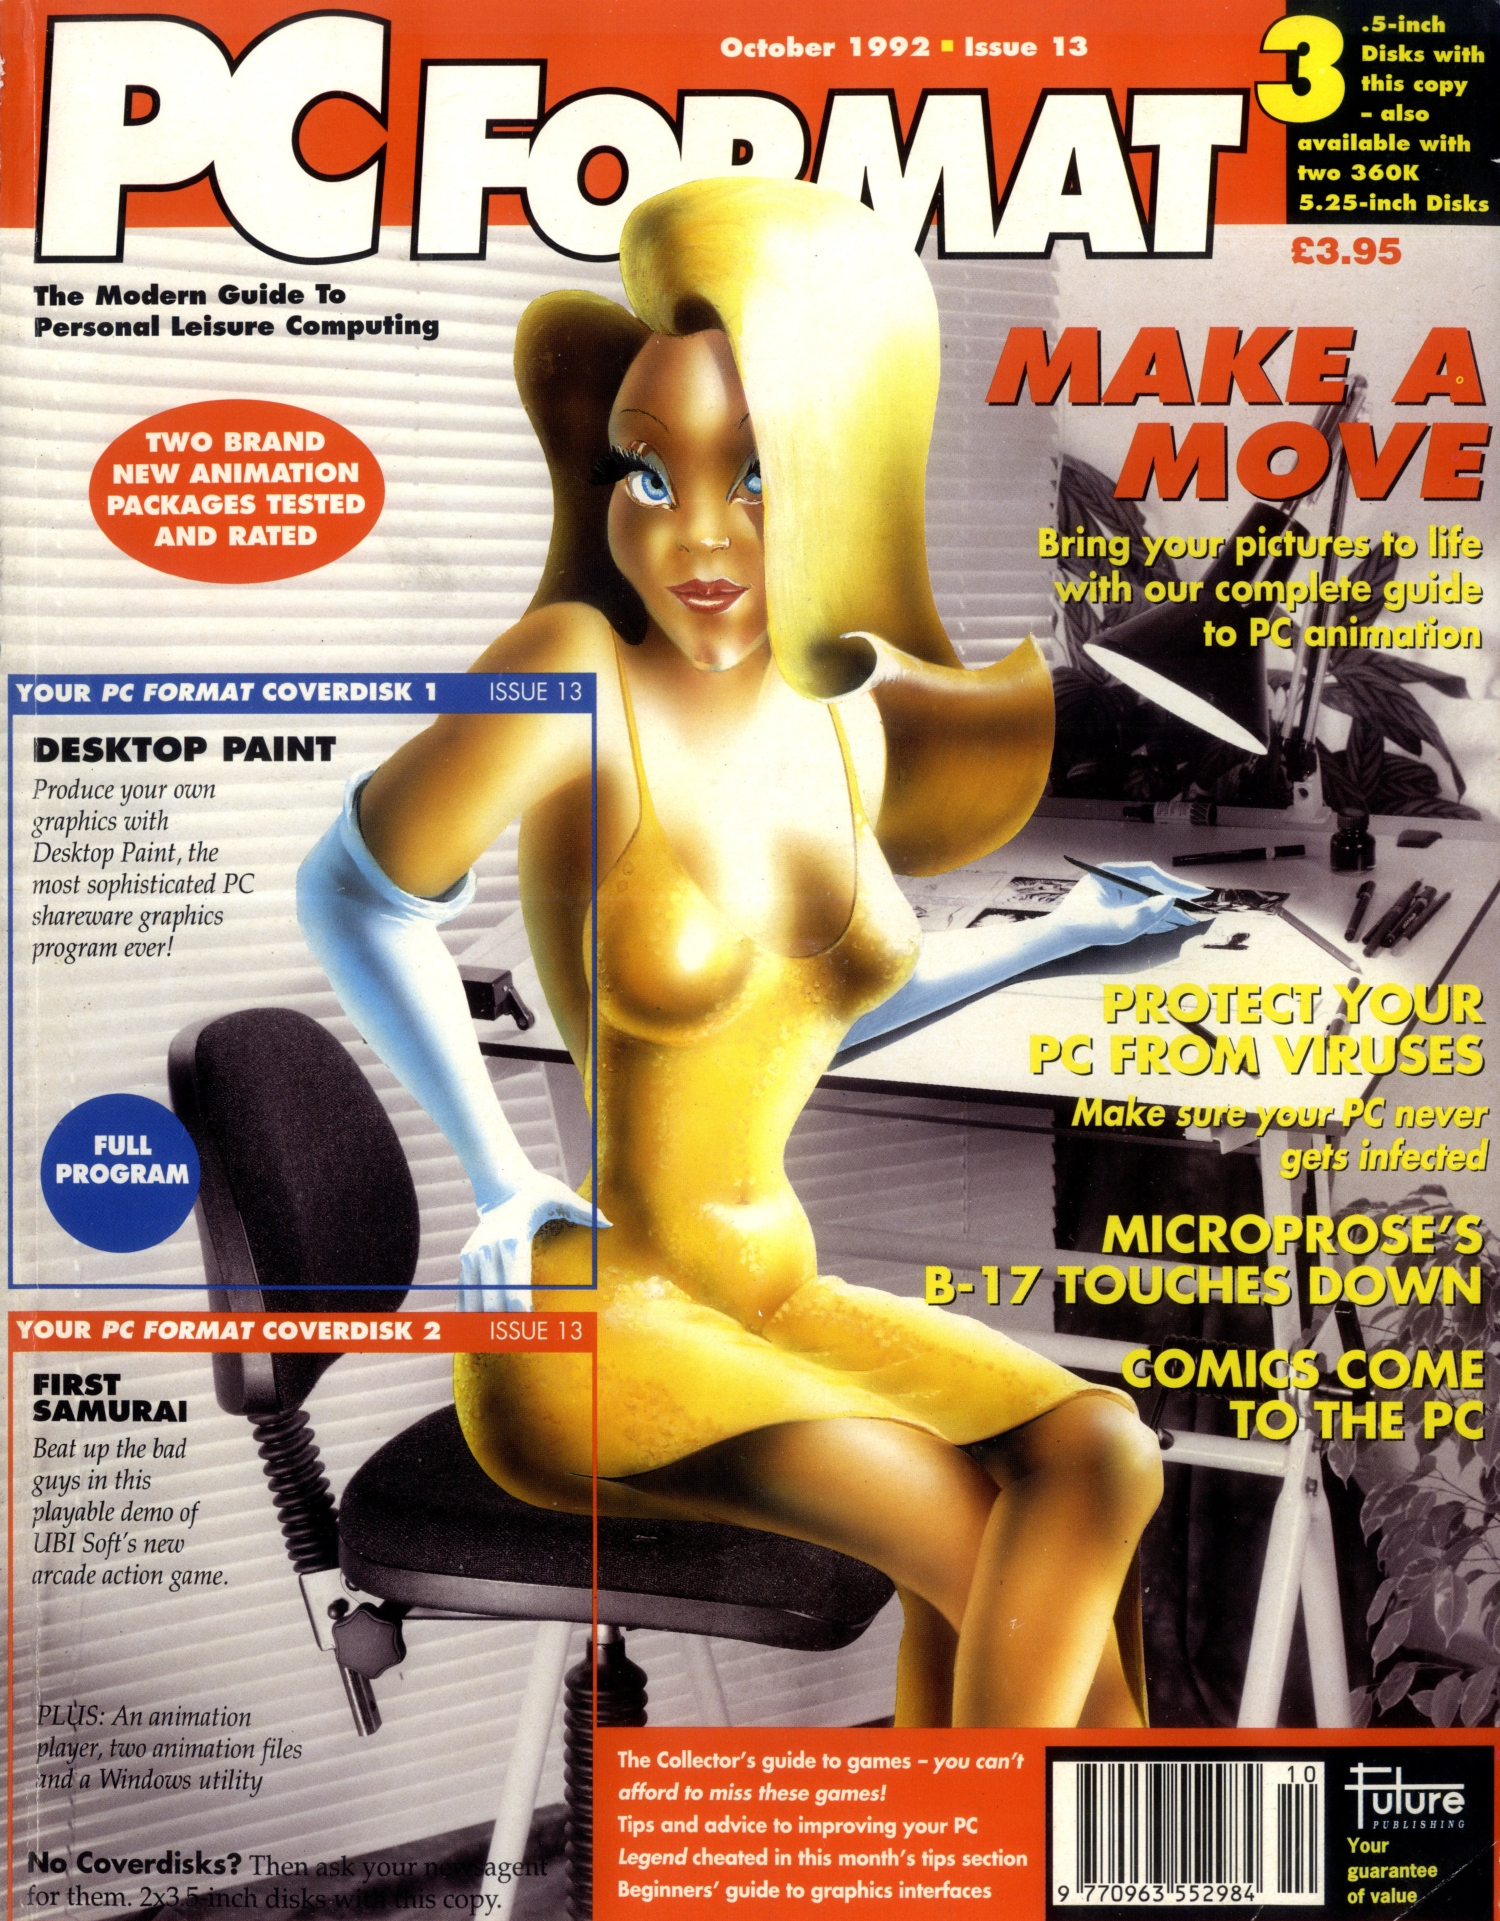 October 1992 ▪ Issue 13
PC FORMAT
3
.5-inch
Disks with
this copy
– also
available with
two 360K
5.25-inch Disks
£3.95
The Modern Guide To
Personal Leisure Computing
TWO BRAND
NEW ANIMATION
PACKAGES TESTED
AND RATED
MAKE A
MOVE
Bring your pictures to life
with our complete guide
to PC animation
YOUR PC FORMAT COVERDISK 1 ISSUE 13
DESKTOP PAINT
Produce your own
graphics with
Desktop Paint, the
most sophisticated PC
shareware graphics
program ever!
FULL
PROGRAM
PROTECT YOUR
PC FROM VIRUSES
Make sure your PC never
gets infected
MICROPROSE'S
B-17 TOUCHES DOWN
COMICS COME
TO THE PC
YOUR PC FORMAT COVERDISK 2 ISSUE 13
FIRST
SAMURAI
Beat up the bad
guys in this
playable demo of
UBI Soft's new
arcade action game.
PLUS: An animation
player, two animation files
and a Windows utility
No Coverdisks? Then ask your newsagent
for them. 2x3.5-inch disks with this copy.
The Collector's guide to games – you can't
afford to miss these games!
Tips and advice to improving your PC
Legend cheated in this month's tips section
Beginners' guide to graphics interfaces
10
9 770963 552984
Future
PUBLISHING
Your
guarantee
of value